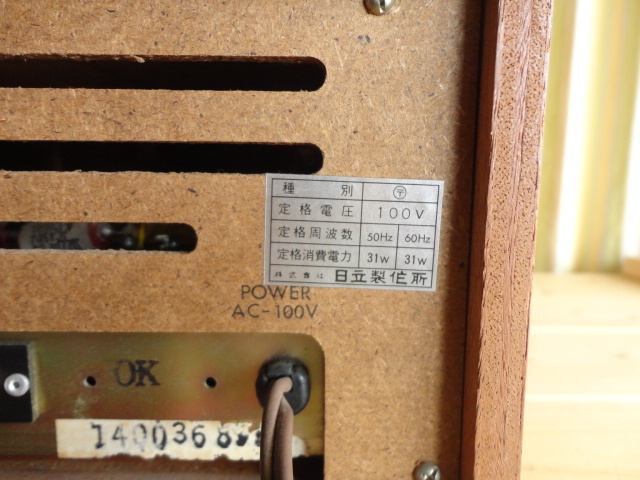 種別 〒
定格電圧 100V
定格周波数 50Hz 60Hz
定格消費電力 31W 31W
株式会社 日立製作所
POWER
AC-100V
OK
140036